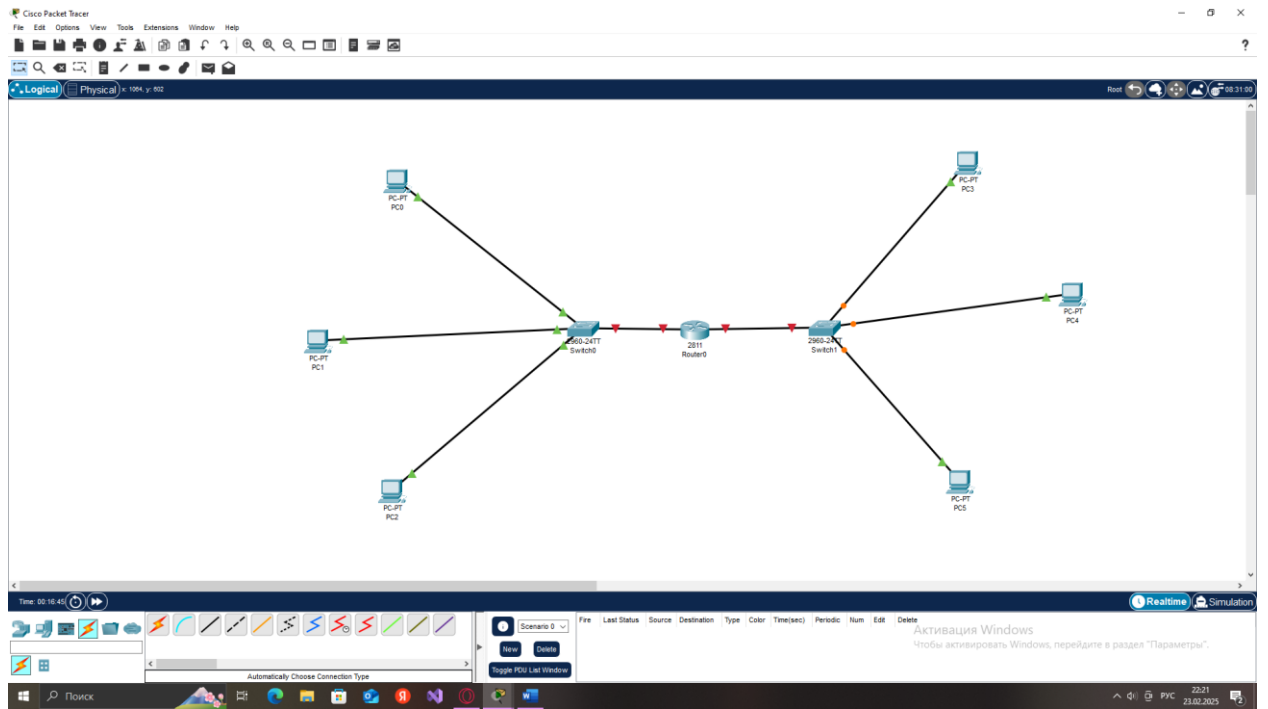 Cisco Packet Tracer
File Edit Options View Tools Extensions Window Help
?
Logical Physical x: 1064, y: 602
Root 08:31:00
PC-PT
PC0
PC-PT
PC3
PC-PT
PC4
2960-24TT
Switch0
2811
Router0
2960-24TT
Switch1
PC-PT
PC1
PC-PT
PC2
PC-PT
PC5
Time: 00:16:45
Realtime Simulation
Scenario 0
New Delete
Toggle PDU List Window
Fire Last Status Source Destination Type Color Time(sec) Periodic Num Edit Delete
Активация Windows
Чтобы активировать Windows, перейдите в раздел "Параметры".
Automatically Choose Connection Type
Поиск
РУС
22:21
23.02.2025
2